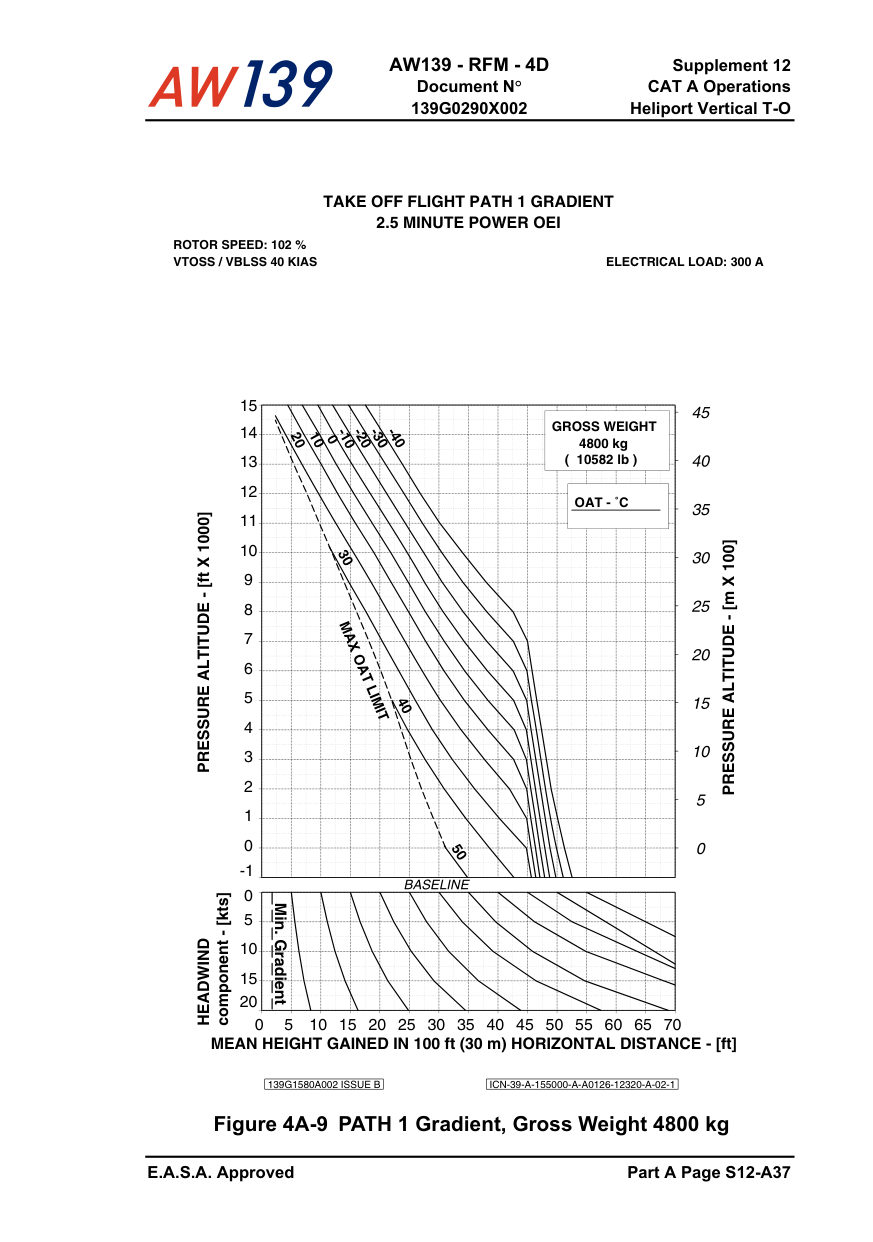 AW139
AW139 - RFM - 4D
Document N°
139G0290X002
Supplement 12
CAT A Operations
Heliport Vertical T-O
TAKE OFF FLIGHT PATH 1 GRADIENT
2.5 MINUTE POWER OEI
ROTOR SPEED: 102 %
VTOSS / VBLSS 40 KIAS
ELECTRICAL LOAD: 300 A
GROSS WEIGHT
4800 kg
( 10582 lb )
OAT - °C
PRESSURE ALTITUDE - [ft X 1000]
15
14
13
12
11
10
9
8
7
6
5
4
3
2
1
0
-1
20
10
0
-10
-20
-30
-40
30
MAX OAT LIMIT
40
50
45
40
35
30
25
20
15
10
5
0
PRESSURE ALTITUDE - [m X 100]
BASELINE
HEADWIND
component - [kts]
0
5
10
15
20
Min. Gradient
0 5 10 15 20 25 30 35 40 45 50 55 60 65 70
MEAN HEIGHT GAINED IN 100 ft (30 m) HORIZONTAL DISTANCE - [ft]
139G1580A002 ISSUE B
ICN-39-A-155000-A-A0126-12320-A-02-1
Figure 4A-9 PATH 1 Gradient, Gross Weight 4800 kg
E.A.S.A. Approved
Part A Page S12-A37